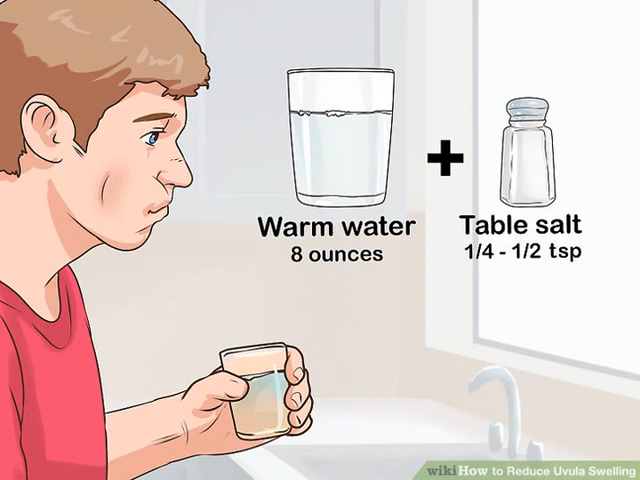 Warm water
8 ounces
+
Table salt
1/4 - 1/2 tsp
wikiHow to Reduce Uvula Swelling